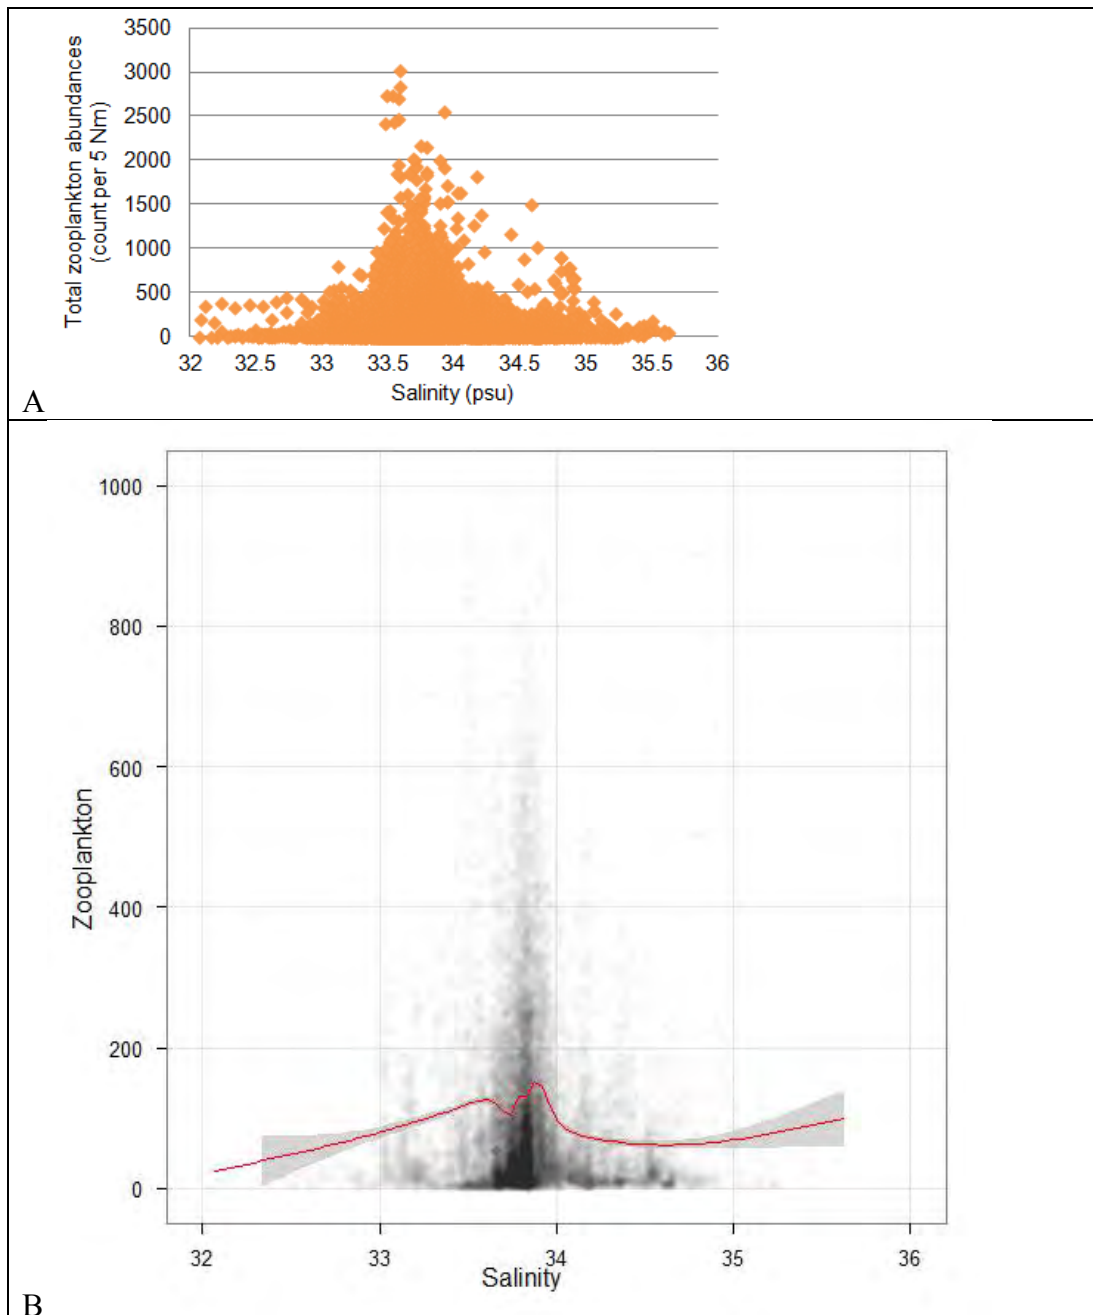 Total zooplankton abundances
(count per 5 Nm)
3500
3000
2500
2000
1500
1000
500
0
32 32.5 33 33.5 34 34.5 35 35.5 36
Salinity (psu)
A
Zooplankton
1000
800
600
400
200
0
32 33 34 35 36
Salinity
B